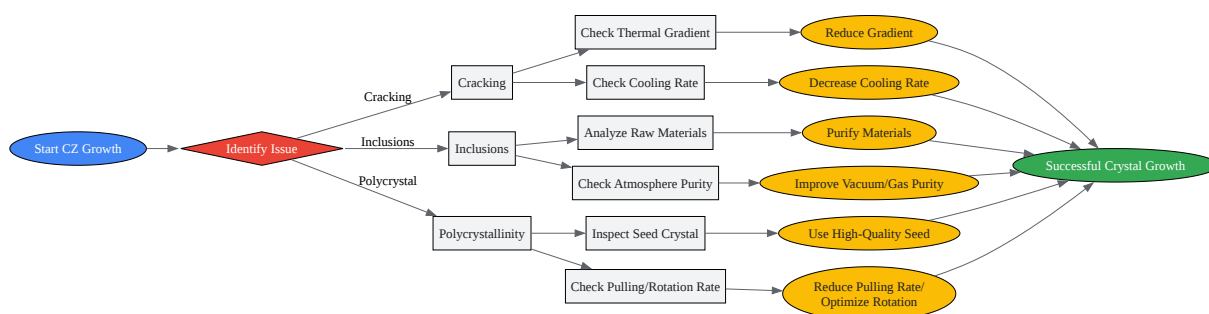 Start CZ Growth
Identify Issue
Cracking
Inclusions
Polycrystal
Cracking
Inclusions
Polycrystallinity
Check Thermal Gradient
Check Cooling Rate
Analyze Raw Materials
Check Atmosphere Purity
Inspect Seed Crystal
Check Pulling/Rotation Rate
Reduce Gradient
Decrease Cooling Rate
Purify Materials
Improve Vacuum/Gas Purity
Use High-Quality Seed
Reduce Pulling Rate/
Optimize Rotation
Successful Crystal Growth